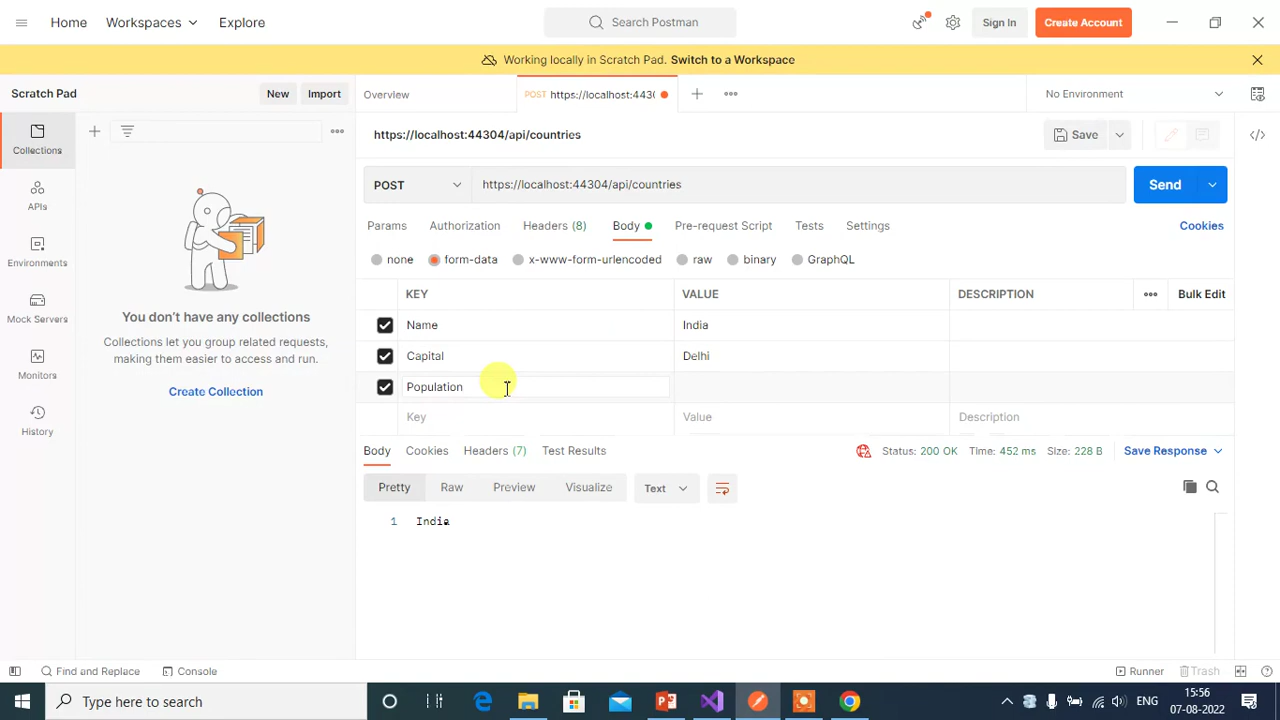 Home Workspaces Explore Search Postman Sign In Create Account
Working locally in Scratch Pad. Switch to a Workspace
Scratch Pad New Import Overview POST https://localhost:4430 No Environment
Collections
APIs
Environments
Mock Servers
Monitors
History
You don't have any collections
Collections let you group related requests,
making them easier to access and run.
Create Collection
https://localhost:44304/api/countries Save
POST https://localhost:44304/api/countries Send
Params Authorization Headers (8) Body Pre-request Script Tests Settings Cookies
none form-data x-www-form-urlencoded raw binary GraphQL
KEY VALUE DESCRIPTION Bulk Edit
Name India
Capital Delhi
Population
Key Value Description
Body Cookies Headers (7) Test Results Status: 200 OK Time: 452 ms Size: 228 B Save Response
Pretty Raw Preview Visualize Text
1 India
Find and Replace Console Runner Trash
Type here to search ENG 15:56
07-08-2022